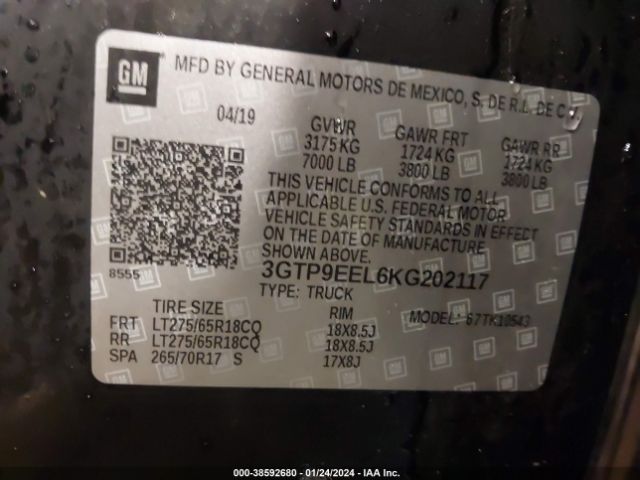 GM
MFD BY GENERAL MOTORS DE MEXICO, S. DE R.L. DE C
04/19
GVWR GAWR FRT GAWR RR
3175 KG 1724 KG 1724 KG
7000 LB 3800 LB 3800 LB
THIS VEHICLE CONFORMS TO ALL
APPLICABLE U.S. FEDERAL MOTOR
VEHICLE SAFETY STANDARDS IN EFFECT
ON THE DATE OF MANUFACTURE
SHOWN ABOVE.
8555
3GTP9EEL6KG202117
TYPE: TRUCK
TIRE SIZE RIM MODEL: 67TK10543
FRT LT275/65R18CQ 18X8.5J
RR LT275/65R18CQ 18X8.5J
SPA 265/70R17 S 17X8J
000-38592680 - 01/24/2024 - IAA Inc.